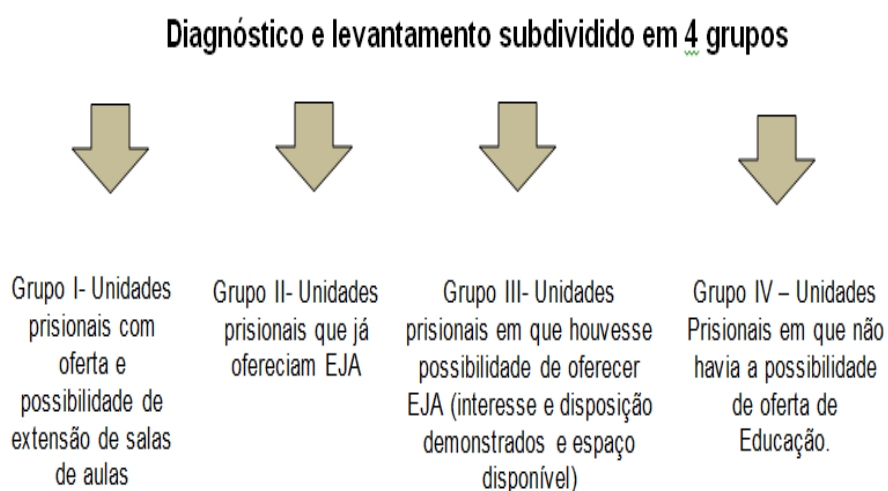 Diagnóstico e levantamento subdividido em 4 grupos
Grupo I- Unidades
prisionais com
oferta e
possibilidade de
extensão de salas
de aulas
Grupo II- Unidades
prisionais que já
ofereciam EJA
Grupo III- Unidades
prisionais em que houvesse
possibilidade de oferecer
EJA (interesse e disposição
demonstrados e espaço
disponível)
Grupo IV – Unidades
Prisionais em que não
havia a possibilidade
de oferta de
Educação.